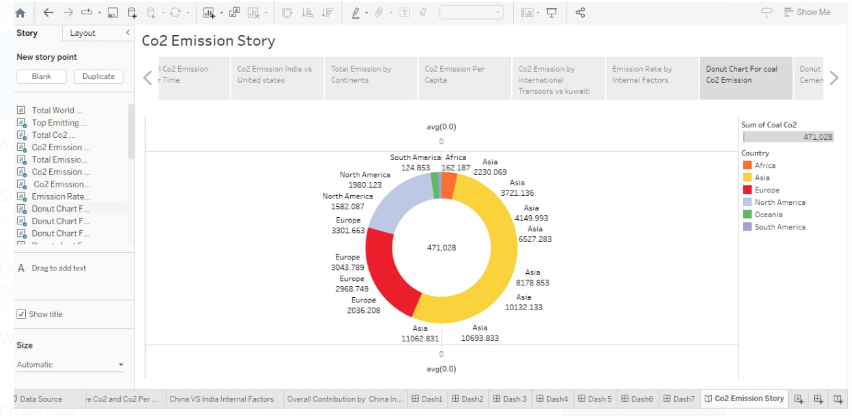 Show Me
Story
Layout
New story point
Blank
Duplicate
Total World ...
Top Emitting ...
Total Co2 ...
Co2 Emission ...
Total Emissio...
Co2 Emission ...
Co2 Emission...
Emission Rate...
Donut Chart F...
Donut Chart F...
Donut Chart F...
A Drag to add text
Show title
Size
Automatic
Co2 Emission Story
l Co2 Emission
r Time
Co2 Emission India vs
United states
Total Emission by
Continents
Co2 Emission Per
Capita
Co2 Emission by
international
Transpors vs kuwaiti
Emission Rate by
Internal Factors
Donut Chart For coal
Co2 Emission
Donut
Cemen
avg(0.0)
0
South America
124.853
Africa
162.187
Asia
2230.069
Asia
3721.136
Asia
4149.993
Asia
6527.283
Asia
8178.853
Asia
10132.133
Asia
10693.833
Asia
11062.831
Europe
2036.208
Europe
2968.749
Europe
3043.789
Europe
3301.663
North America
1582.087
North America
1980.123
471,028
0
avg(0.0)
Sum of Coal Co2
471,028
Country
Africa
Asia
Europe
North America
Oceania
South America
Data Source
e Co2 and Co2 Per ...
China VS India Internal Factors
Overall Contribution by China In...
Dash1
Dash2
Dash 3
Dash4
Dash 5
Dash6
Dash7
Co2 Emission Story